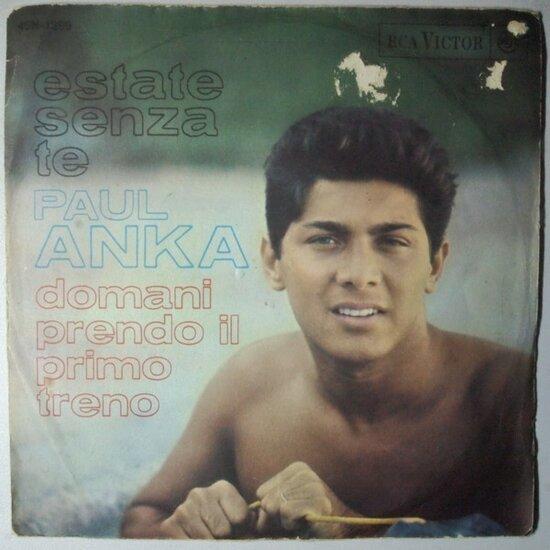 RCA VICTOR
estate
senza
te
PAUL
ANKA
domani
prendo il
primo
treno